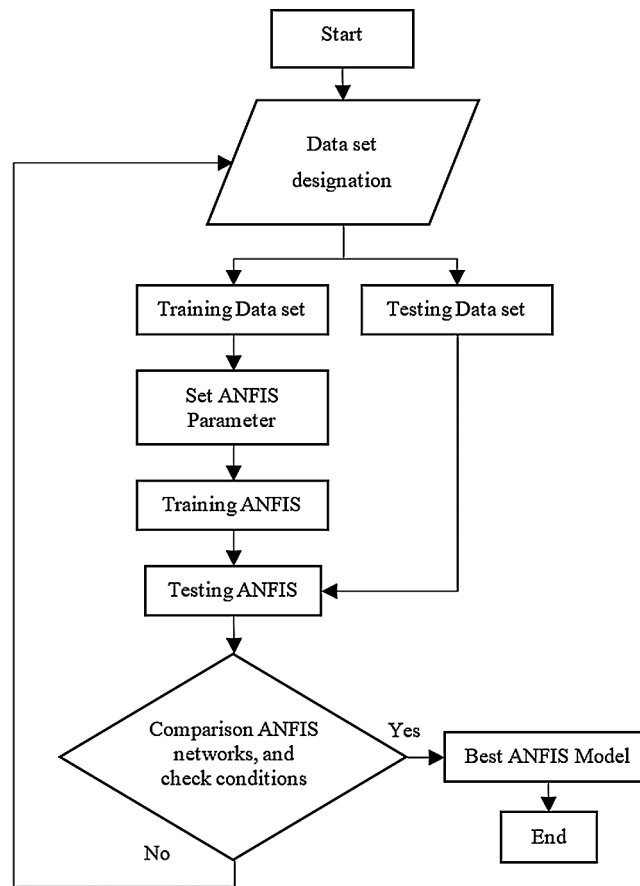 Start
Data set
designation
Training Data set
Testing Data set
Set ANFIS
Parameter
Training ANFIS
Testing ANFIS
Comparison ANFIS
networks, and
check conditions
Yes
Best ANFIS Model
No
End